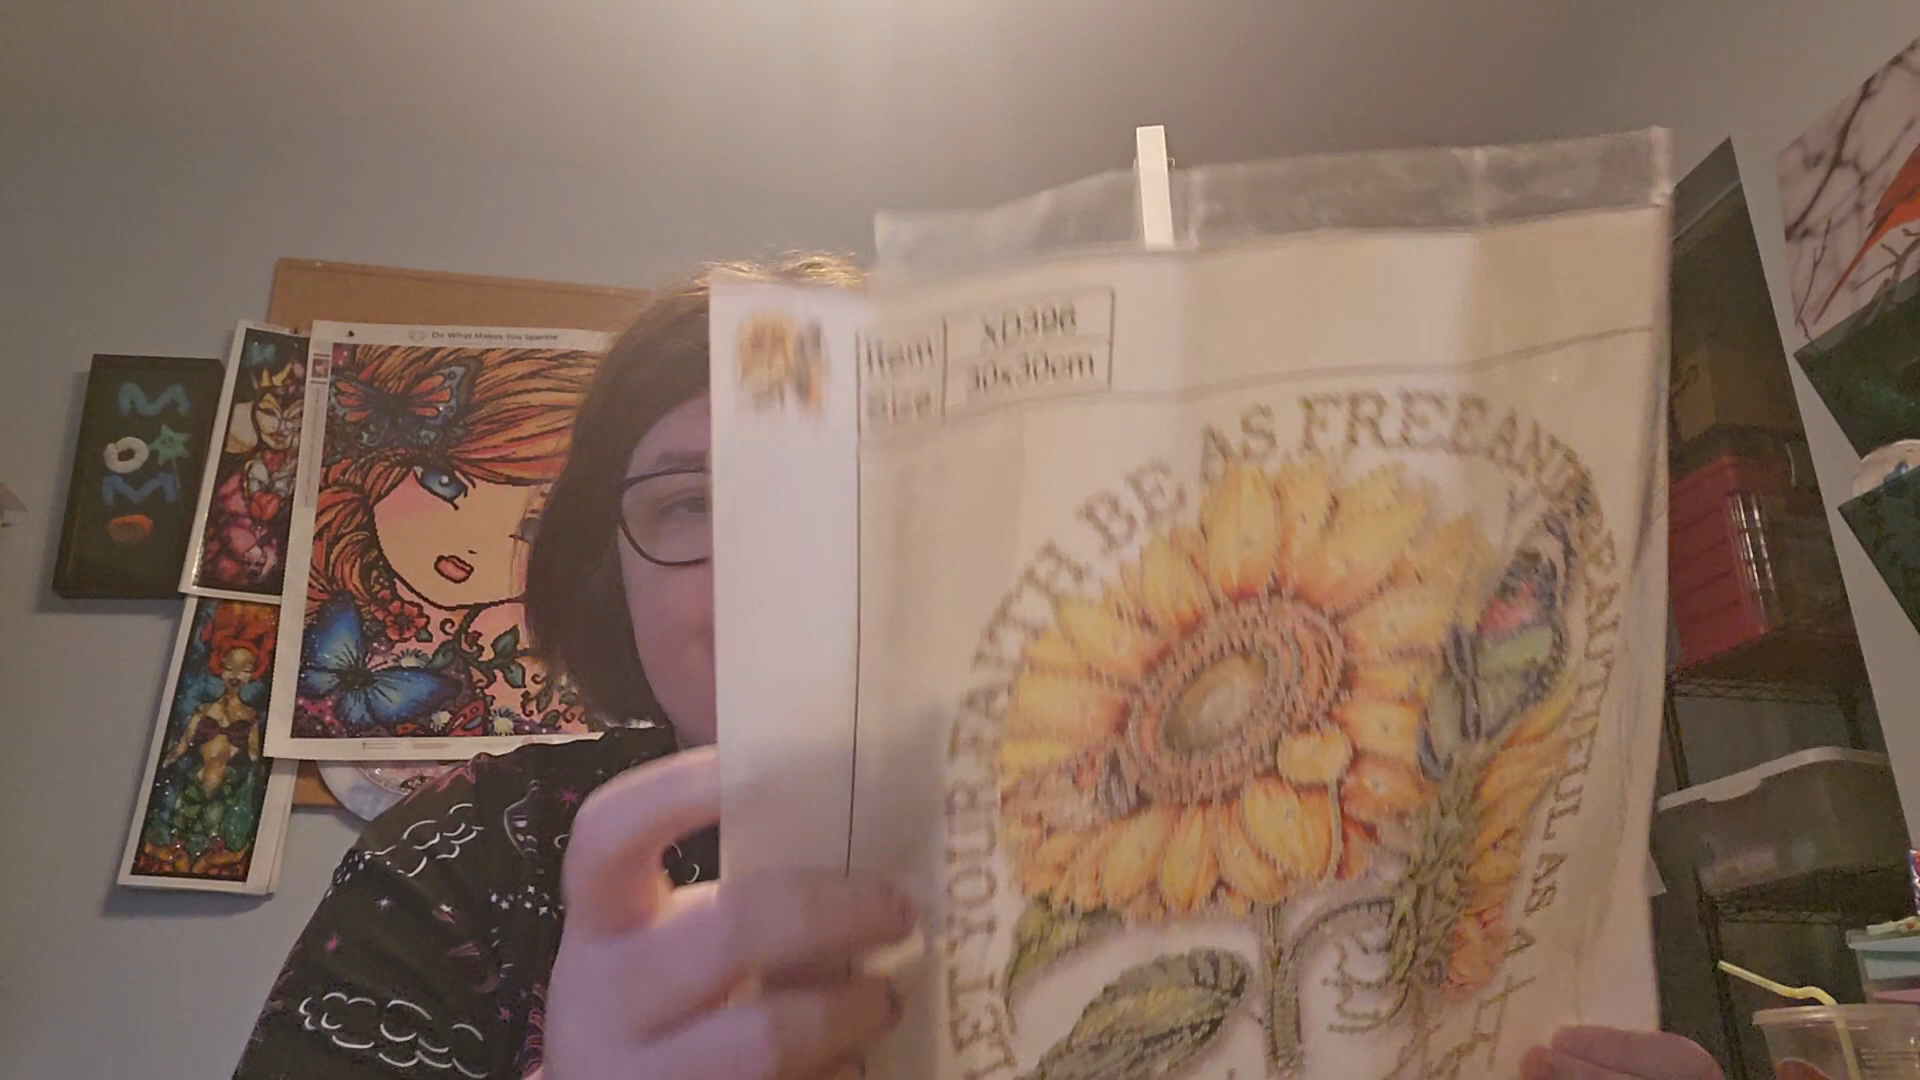 Do What Makes You Sparkle
MOM
Item XD396
Size 30x30cm
LET YOUR FAITH BE AS FREE AND BEAUTIFUL AS A